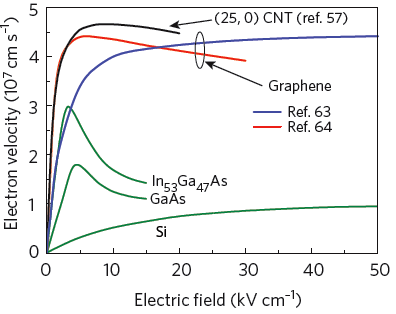 5
4
3
2
1
0
Electron velocity (10⁷ cm s⁻¹)
(25, 0) CNT (ref. 57)
Graphene
Ref. 63
Ref. 64
In₅₃Ga₄₇As
GaAs
Si
0 10 20 30 40 50
Electric field (kV cm⁻¹)